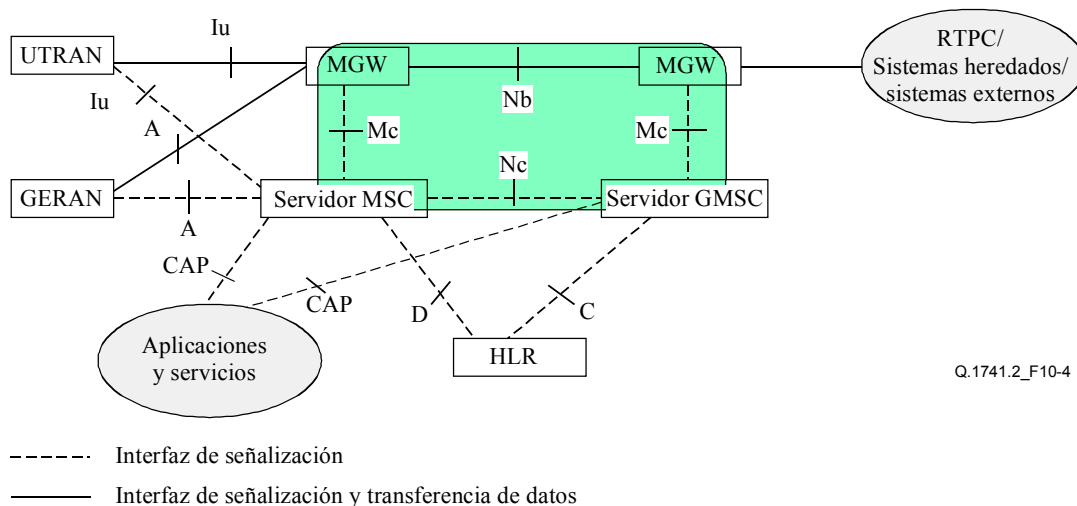 Iu
UTRAN
MGW
MGW
RTPC/
Sistemas heredados/
sistemas externos
Iu
Nb
A
Mc
Mc
Nc
GERAN
Servidor MSC
Servidor GMSC
A
CAP
CAP
D
C
Aplicaciones
y servicios
HLR
Q.1741.2_F10-4
Interfaz de señalización
Interfaz de señalización y transferencia de datos